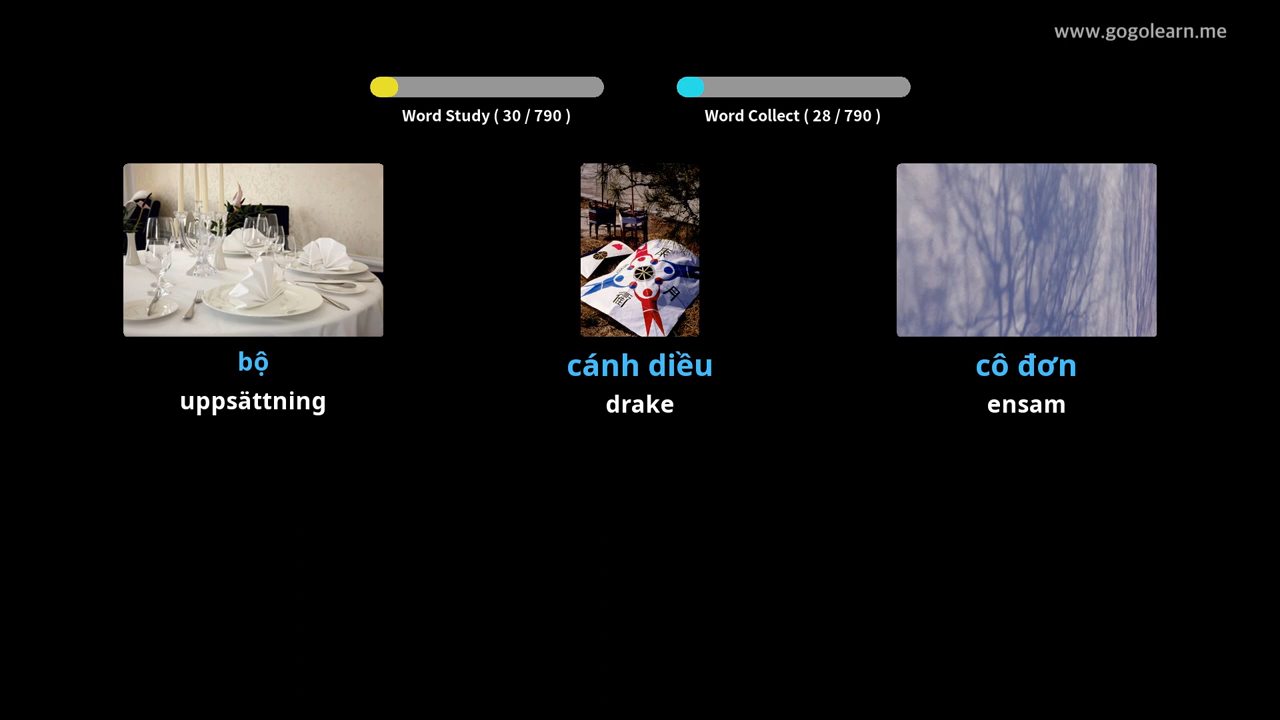 www.gogolearn.me
Word Study ( 30 / 790 )
Word Collect ( 28 / 790 )
bộ
uppsättning
cánh diều
drake
cô đơn
ensam